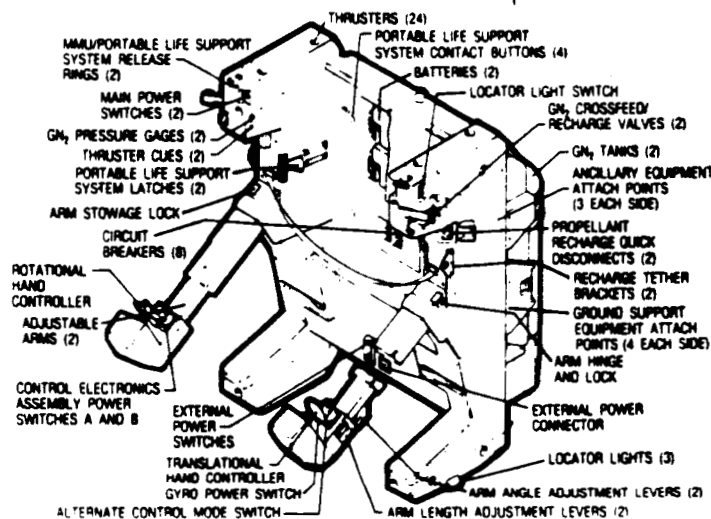 THRUSTERS (24)
MMU/PORTABLE LIFE SUPPORT
SYSTEM RELEASE
RINGS (2)
PORTABLE LIFE SUPPORT
SYSTEM CONTACT BUTTONS (4)
BATTERIES (2)
LOCATOR LIGHT SWITCH
MAIN POWER
SWITCHES (2)
GN₂ CROSSFEED/
RECHARGE VALVES (2)
GN₂ PRESSURE GAGES (2)
THRUSTER CUES (2)
GN₂ TANKS (2)
PORTABLE LIFE SUPPORT
SYSTEM LATCHES (2)
ANCILLARY EQUIPMENT
ATTACH POINTS
(3 EACH SIDE)
ARM STOWAGE LOCK
CIRCUIT
BREAKERS (8)
PROPELLANT
RECHARGE QUICK
DISCONNECTS (2)
ROTATIONAL
HAND
CONTROLLER
RECHARGE TETHER
BRACKETS (2)
ADJUSTABLE
ARMS (2)
GROUND SUPPORT
EQUIPMENT ATTACH
POINTS (4 EACH SIDE)
ARM HINGE
AND LOCK
CONTROL ELECTRONICS
ASSEMBLY POWER
SWITCHES A AND B
EXTERNAL
POWER
SWITCHES
EXTERNAL POWER
CONNECTOR
TRANSLATIONAL
HAND CONTROLLER
GYRO POWER SWITCH
LOCATOR LIGHTS (3)
ARM ANGLE ADJUSTMENT LEVERS (2)
ALTERNATE CONTROL MODE SWITCH
ARM LENGTH ADJUSTMENT LEVERS (2)